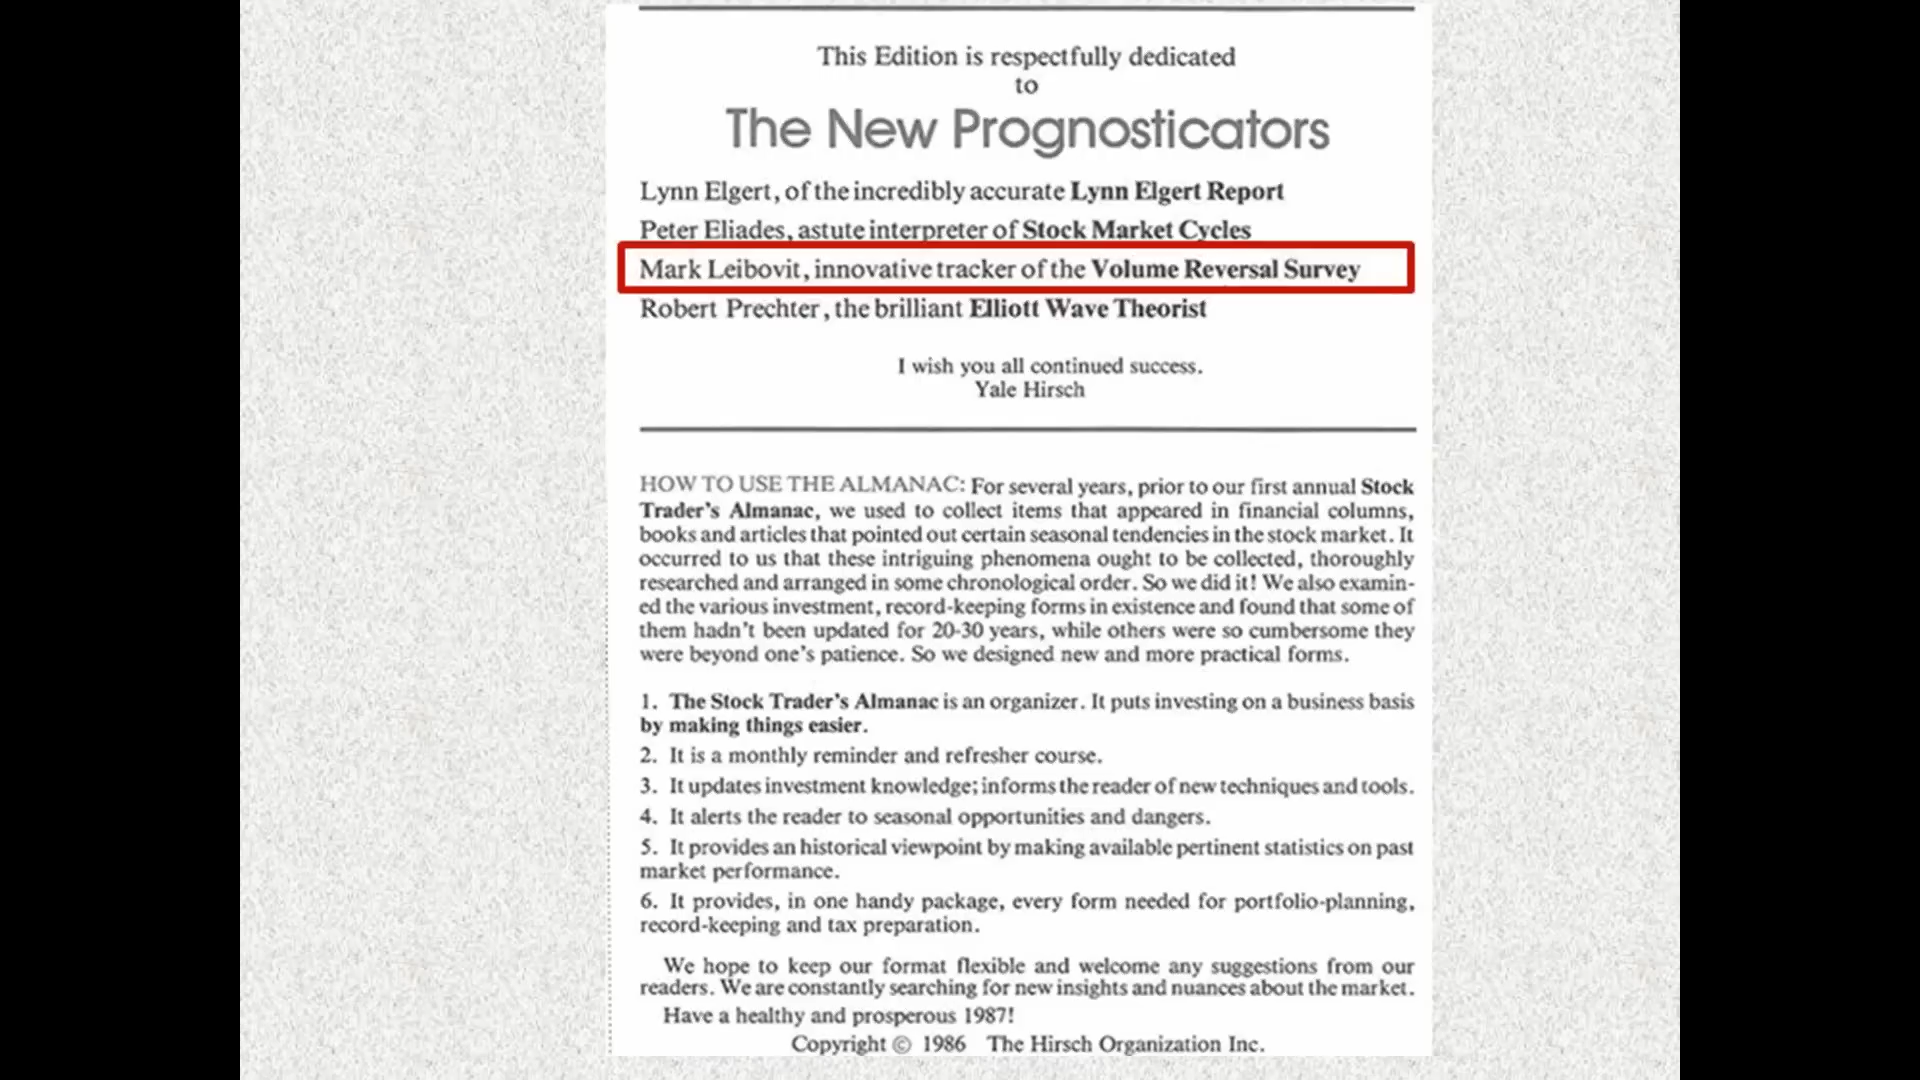 This Edition is respectfully dedicated
to
The New Prognosticators
Lynn Elgert, of the incredibly accurate Lynn Elgert Report
Peter Eliades, astute interpreter of Stock Market Cycles
Mark Leibovit, innovative tracker of the Volume Reversal Survey
Robert Prechter, the brilliant Elliott Wave Theorist
I wish you all continued success.
Yale Hirsch
HOW TO USE THE ALMANAC: For several years, prior to our first annual Stock
Trader's Almanac, we used to collect items that appeared in financial columns,
books and articles that pointed out certain seasonal tendencies in the stock market. It
occurred to us that these intriguing phenomena ought to be collected, thoroughly
researched and arranged in some chronological order. So we did it! We also examin-
ed the various investment, record-keeping forms in existence and found that some of
them hadn't been updated for 20-30 years, while others were so cumbersome they
were beyond one's patience. So we designed new and more practical forms.
1. The Stock Trader's Almanac is an organizer. It puts investing on a business basis
by making things easier.
2. It is a monthly reminder and refresher course.
3. It updates investment knowledge; informs the reader of new techniques and tools.
4. It alerts the reader to seasonal opportunities and dangers.
5. It provides an historical viewpoint by making available pertinent statistics on past
market performance.
6. It provides, in one handy package, every form needed for portfolio-planning,
record-keeping and tax preparation.
We hope to keep our format flexible and welcome any suggestions from our
readers. We are constantly searching for new insights and nuances about the market.
Have a healthy and prosperous 1987!
Copyright © 1986 The Hirsch Organization Inc.